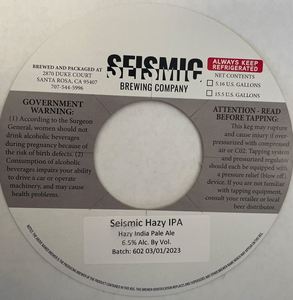 BREWED AND PACKAGED AT
2870 DUKE COURT
SANTA ROSA, CA 95407
707-544-5996
SEISMIC
BREWING COMPANY
ALWAYS KEEP
REFRIGERATED
NET CONTENTS
5.16 U.S. GALLONS
15.5 U.S. GALLONS
GOVERNMENT
WARNING:
(1) According to the Surgeon
General, women should not
drink alcoholic beverages
during pregnancy because of
the risk of birth defects. (2)
Consumption of alcoholic
beverages impairs your ability
to drive a car or operate
machinery, and may cause
health problems.
ATTENTION - READ
BEFORE TAPPING:
This keg may rupture
and cause injury if over-
pressurized with compressed
air or CO2. Tapping system
and pressurized regulator
should each be equipped with
a pressure relief (blow off)
device. If you are not familiar
with tapping equipment,
consult your retailer or local
beer distributor.
Seismic Hazy IPA
Hazy India Pale Ale
6.5% Alc. By Vol.
Batch: 602 03/01/2023